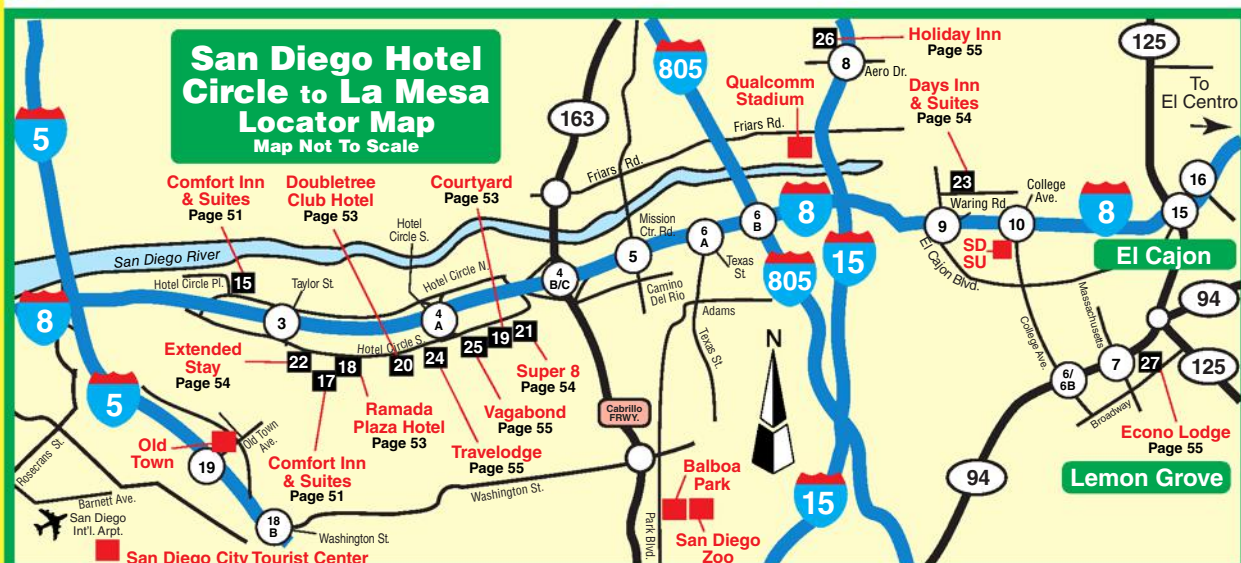 San Diego Hotel
Circle to La Mesa
Locator Map
Map Not To Scale
5
805
163
26
Holiday Inn
Page 55
8
Aero Dr.
125
To
El Centro
Qualcomm
Stadium
Days Inn
& Suites
Page 54
Friars Rd.
Friars Rd.
Comfort Inn
& Suites
Page 51
Doubletree
Club Hotel
Page 53
Courtyard
Page 53
Hotel
Circle S.
Mission
Ctr. Rd.
6
A
6
B
8
23
Waring Rd.
College
Ave.
9
10
8
15
16
SD
SU
El Cajon
San Diego River
Hotel Circle Pl.
15
Taylor St.
Hotel Circle N.
4
B/C
5
Texas
St.
805
15
El Cajon Blvd.
8
3
4
A
Camino
Del Rio
Adams
Texas St.
Massachusetts
94
Hotel Circle S.
Extended
Stay
Page 54
22
17
18
20
24
25
19
21
Super 8
Page 54
N
College Ave.
6/
6B
7
27
125
5
Ramada
Plaza Hotel
Page 53
Vagabond
Page 55
Cabrillo
FRWY.
Broadway
Econo Lodge
Page 55
Rosecrans St.
Old
Town
Old Town
Ave.
19
Comfort Inn
& Suites
Page 51
Travelodge
Page 55
Washington St.
Balboa
Park
15
94
Lemon Grove
Barnett Ave.
San Diego
Int'l. Arpt.
18
B
Washington St.
Park Blvd.
San Diego
Zoo
San Diego City Tourist Center